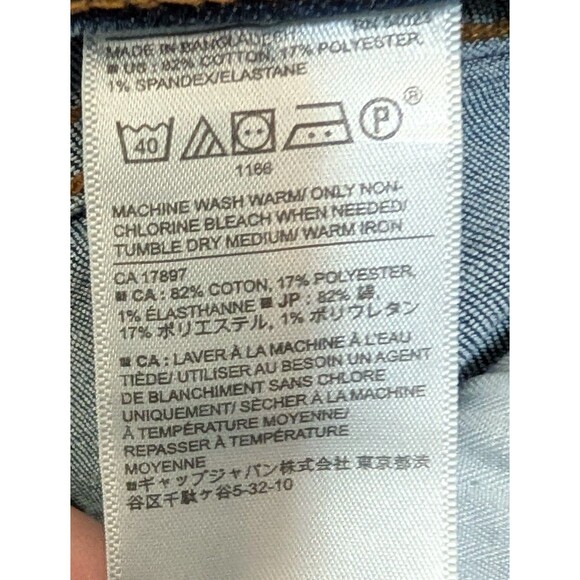 RN 54023
MADE IN BANGLADESH
■ US : 82% COTTON, 17% POLYESTER,
1% SPANDEX/ELASTANE
40
P®
1166
MACHINE WASH WARM/ ONLY NON-
CHLORINE BLEACH WHEN NEEDED/
TUMBLE DRY MEDIUM/ WARM IRON
CA 17897
■ CA : 82% COTON, 17% POLYESTER,
1% ÉLASTHANNE ■ JP : 82% 綿,
17% ポリエステル, 1% ポリウレタン
■ CA : LAVER À LA MACHINE À L'EAU
TIÈDE/ UTILISER AU BESOIN UN AGENT
DE BLANCHIMENT SANS CHLORE
UNIQUEMENT/ SÉCHER À LA MACHINE
À TEMPÉRATURE MOYENNE/
REPASSER À TEMPÉRATURE
MOYENNE
■ギャップジャパン株式会社 東京都渋
谷区千駄ヶ谷5-32-10